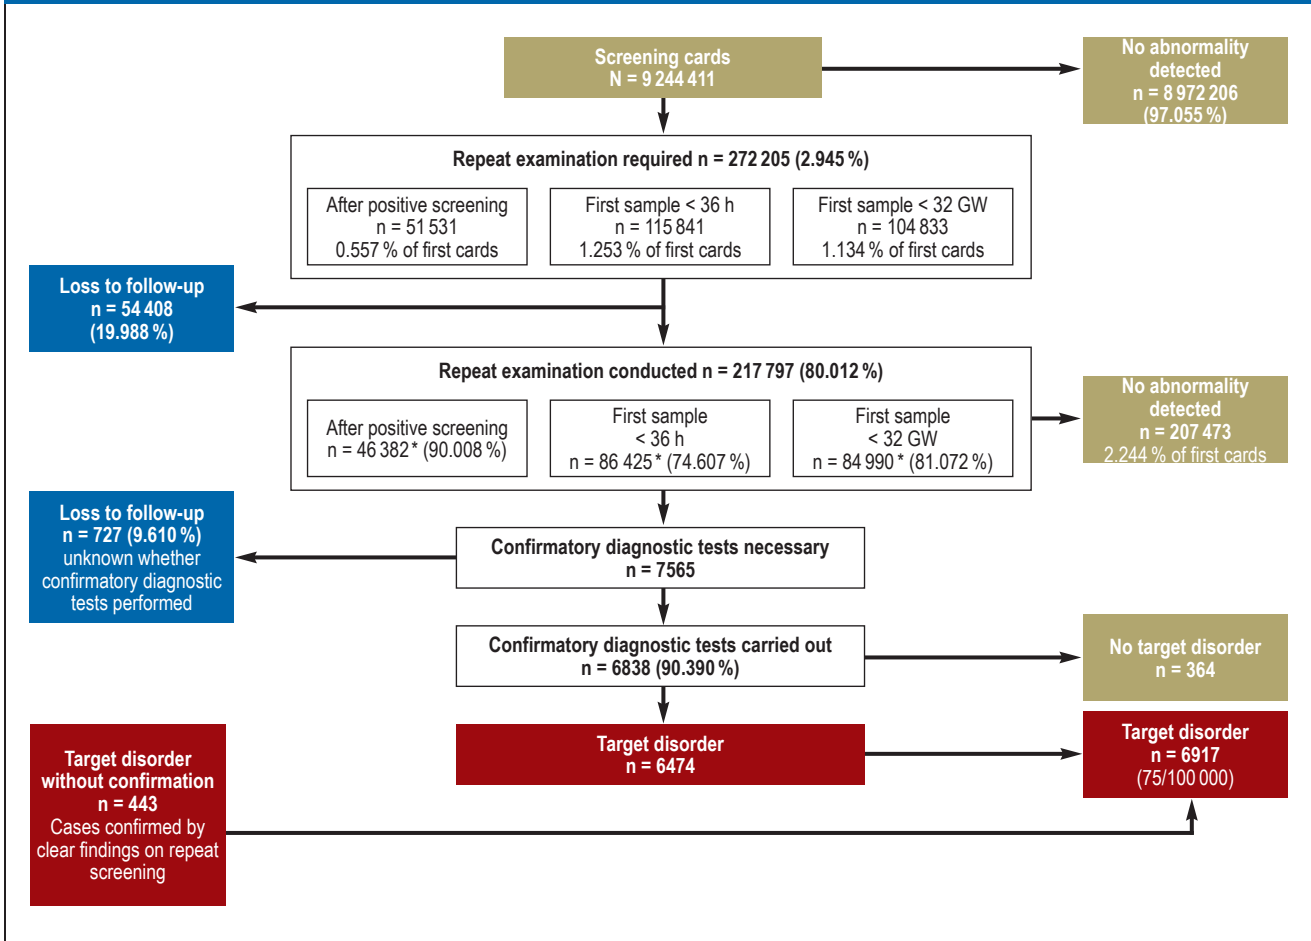 Screening cards
N = 9 244 411
No abnormality
detected
n = 8 972 206
(97.055 %)
Repeat examination required n = 272 205 (2.945 %)
After positive screening
n = 51 531
0.557 % of first cards
First sample < 36 h
n = 115 841
1.253 % of first cards
First sample < 32 GW
n = 104 833
1.134 % of first cards
Loss to follow-up
n = 54 408
(19.988 %)
Repeat examination conducted n = 217 797 (80.012 %)
After positive screening
n = 46 382 * (90.008 %)
First sample
< 36 h
n = 86 425 * (74.607 %)
First sample
< 32 GW
n = 84 990 * (81.072 %)
No abnormality
detected
n = 207 473
2.244 % of first cards
Loss to follow-up
n = 727 (9.610 %)
unknown whether
confirmatory diagnostic
tests performed
Confirmatory diagnostic tests necessary
n = 7565
Confirmatory diagnostic tests carried out
n = 6838 (90.390 %)
No target disorder
n = 364
Target disorder
without confirmation
n = 443
Cases confirmed by
clear findings on repeat
screening
Target disorder
n = 6474
Target disorder
n = 6917
(75/100 000)